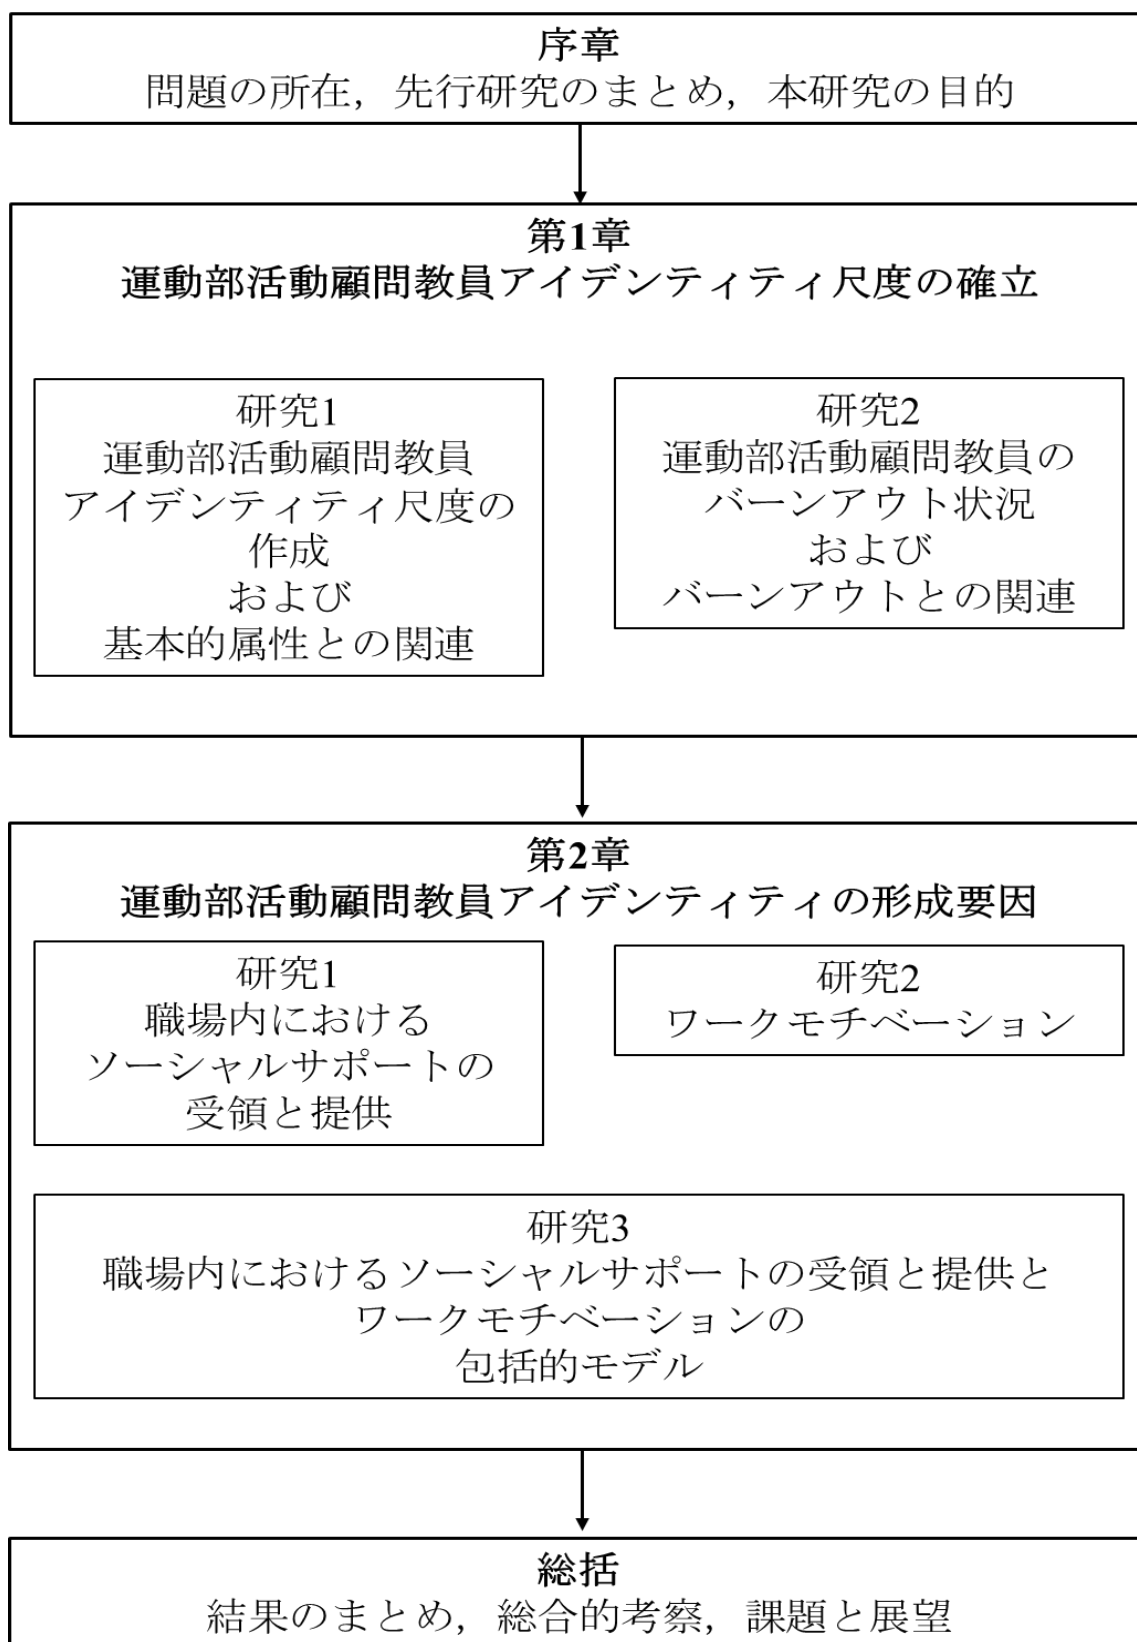 序章
問題の所在，先行研究のまとめ，本研究の目的
第1章
運動部活動顧問教員アイデンティティ尺度の確立
研究1
運動部活動顧問教員
アイデンティティ尺度の
作成
および
基本的属性との関連
研究2
運動部活動顧問教員の
バーンアウト状況
および
バーンアウトとの関連
第2章
運動部活動顧問教員アイデンティティの形成要因
研究1
職場内における
ソーシャルサポートの
受領と提供
研究2
ワークモチベーション
研究3
職場内におけるソーシャルサポートの受領と提供と
ワークモチベーションの
包括的モデル
総括
結果のまとめ，総合的考察，課題と展望